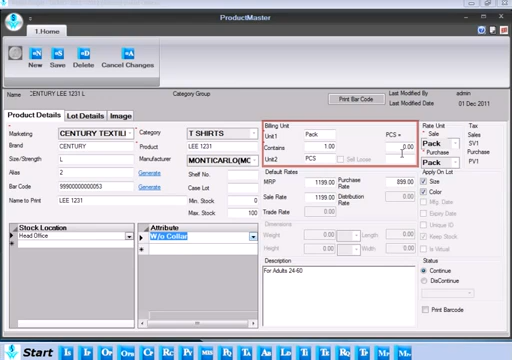 ProductMaster
1.Home
N S D A
New Save Delete Cancel Changes
Name CENTURY LEE 1231 L Category Group Print Bar Code Last Modified By admin
Last Modified On 01 Dec 2011
Product Details Lot Details Image
Marketing CENTURY TEXTILI Category T SHIRTS
Brand CENTURY Product LEE 1231
Size/Strength L Manufacturer MONTICARLO(MC
Alias 2 Generate Shelf No.
Bar Code 9900000000053 Generate Case Lot
Name to Print LEE 1231 Min. Stock 0
Max. Stock 100
Billing Unit
Unit1 Pack PCS =
Contains 1.00 0.00
Unit2 PCS Sell Loose
Rate Unit Tax
Sale Sales
Pack SV1
Purchase Purchase
Pack PV1
Default Rates
MRP 1199.00 Purchase Rate 899.00
Sale Rate 1199.00 Distribution Rate 0.00
Trade Rate 0.00
Dimensions
Weight 0.00 Length 0.00
Height 0.00 Width 0.00
Apply On Lot
Size
Color
Mfg. Date
Expiry Date
Unique ID
Keep Stock
Is Virtual
Stock Location Attribute
Head Office W/o Collar
Description
For Adults 24-60
Status
Continue
DisContinue
Print Barcode
Start